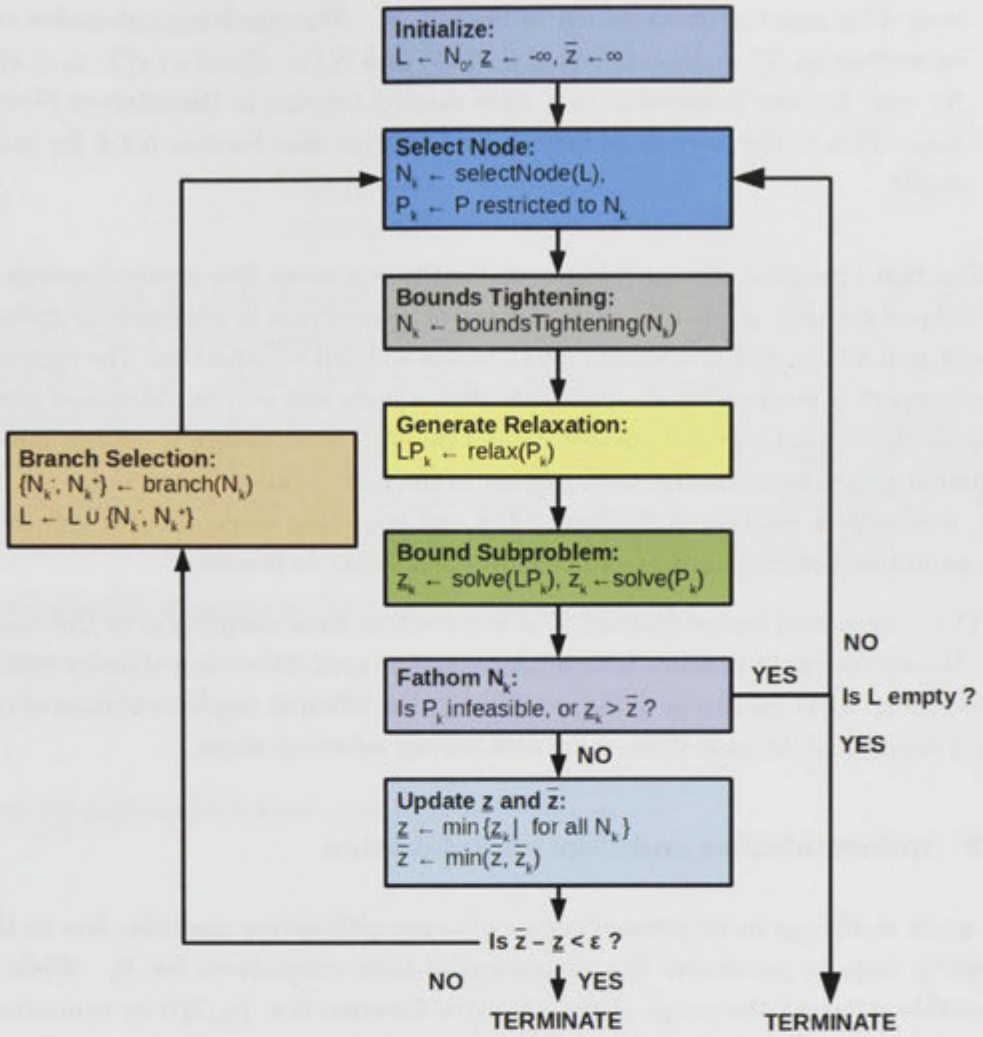 Initialize:
L ← N₀, z̲ ← -∞, z̄ ← ∞
Select Node:
Nₖ ← selectNode(L),
Pₖ ← P restricted to Nₖ
Bounds Tightening:
Nₖ ← boundsTightening(Nₖ)
Generate Relaxation:
LPₖ ← relax(Pₖ)
Branch Selection:
{Nₖ⁻, Nₖ⁺} ← branch(Nₖ)
L ← L ∪ {Nₖ⁻, Nₖ⁺}
Bound Subproblem:
z̲ₖ ← solve(LPₖ), z̄ₖ ← solve(Pₖ)
Fathom Nₖ:
Is Pₖ infeasible, or z̲ₖ > z̄ ?
YES
NO
Is L empty ?
YES
NO
Update z̲ and z̄:
z̲ ← min{z̲ₖ| for all Nₖ}
z̄ ← min(z̄, z̄ₖ)
Is z̄ – z̲ < ε ?
NO
YES
TERMINATE
TERMINATE